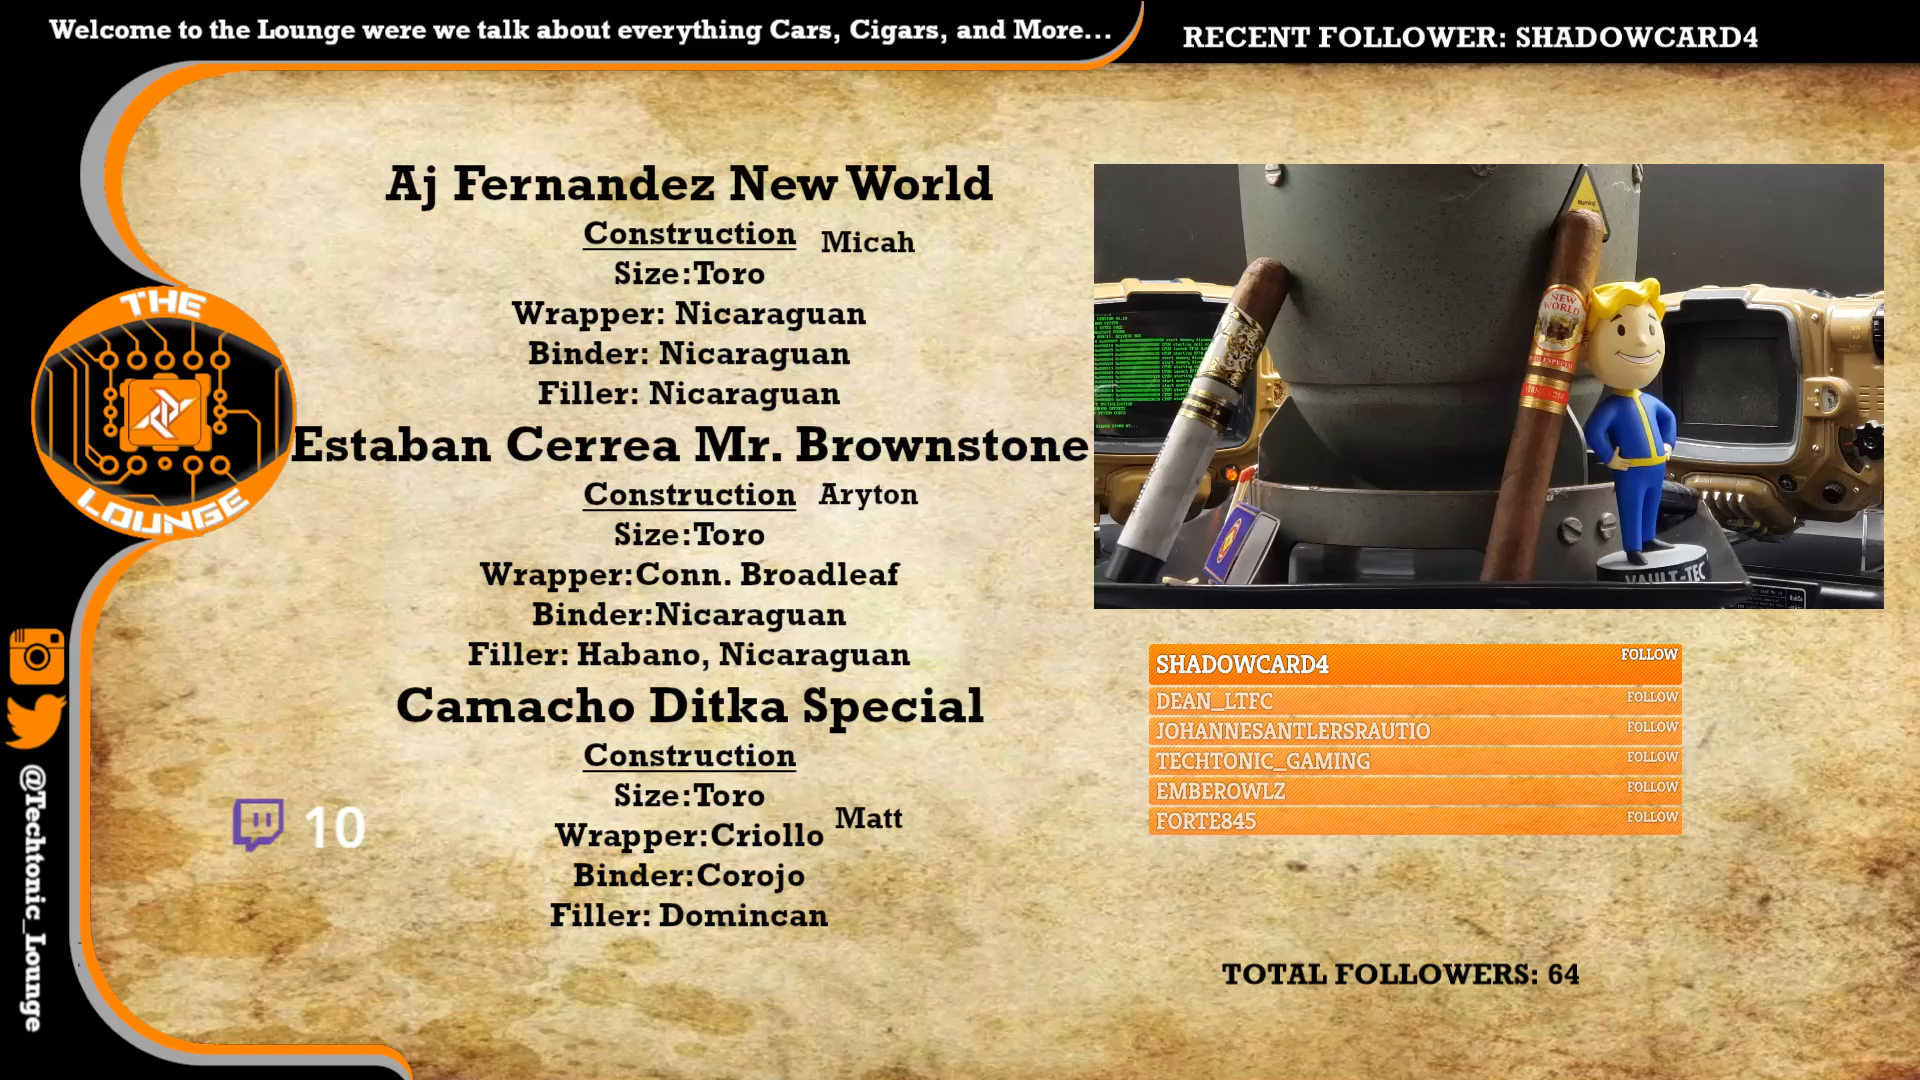 Welcome to the Lounge were we talk about everything Cars, Cigars, and More...
RECENT FOLLOWER: SHADOWCARD4
THE
LOUNGE
@Techtonic_Lounge
10
Aj Fernandez New World
Construction
Micah
Size:Toro
Wrapper: Nicaraguan
Binder: Nicaraguan
Filler: Nicaraguan
Estaban Cerrea Mr. Brownstone
Construction
Aryton
Size:Toro
Wrapper:Conn. Broadleaf
Binder:Nicaraguan
Filler: Habano, Nicaraguan
Camacho Ditka Special
Construction
Size:Toro
Matt
Wrapper:Criollo
Binder:Corojo
Filler: Domincan
Warning
NEW
WORLD
VAULT-TEC
SHADOWCARD4 FOLLOW
DEAN_LTFC FOLLOW
JOHANNESANTLERSRAUTIO FOLLOW
TECHTONIC_GAMING FOLLOW
EMBEROWLZ FOLLOW
FORTE845 FOLLOW
TOTAL FOLLOWERS: 64